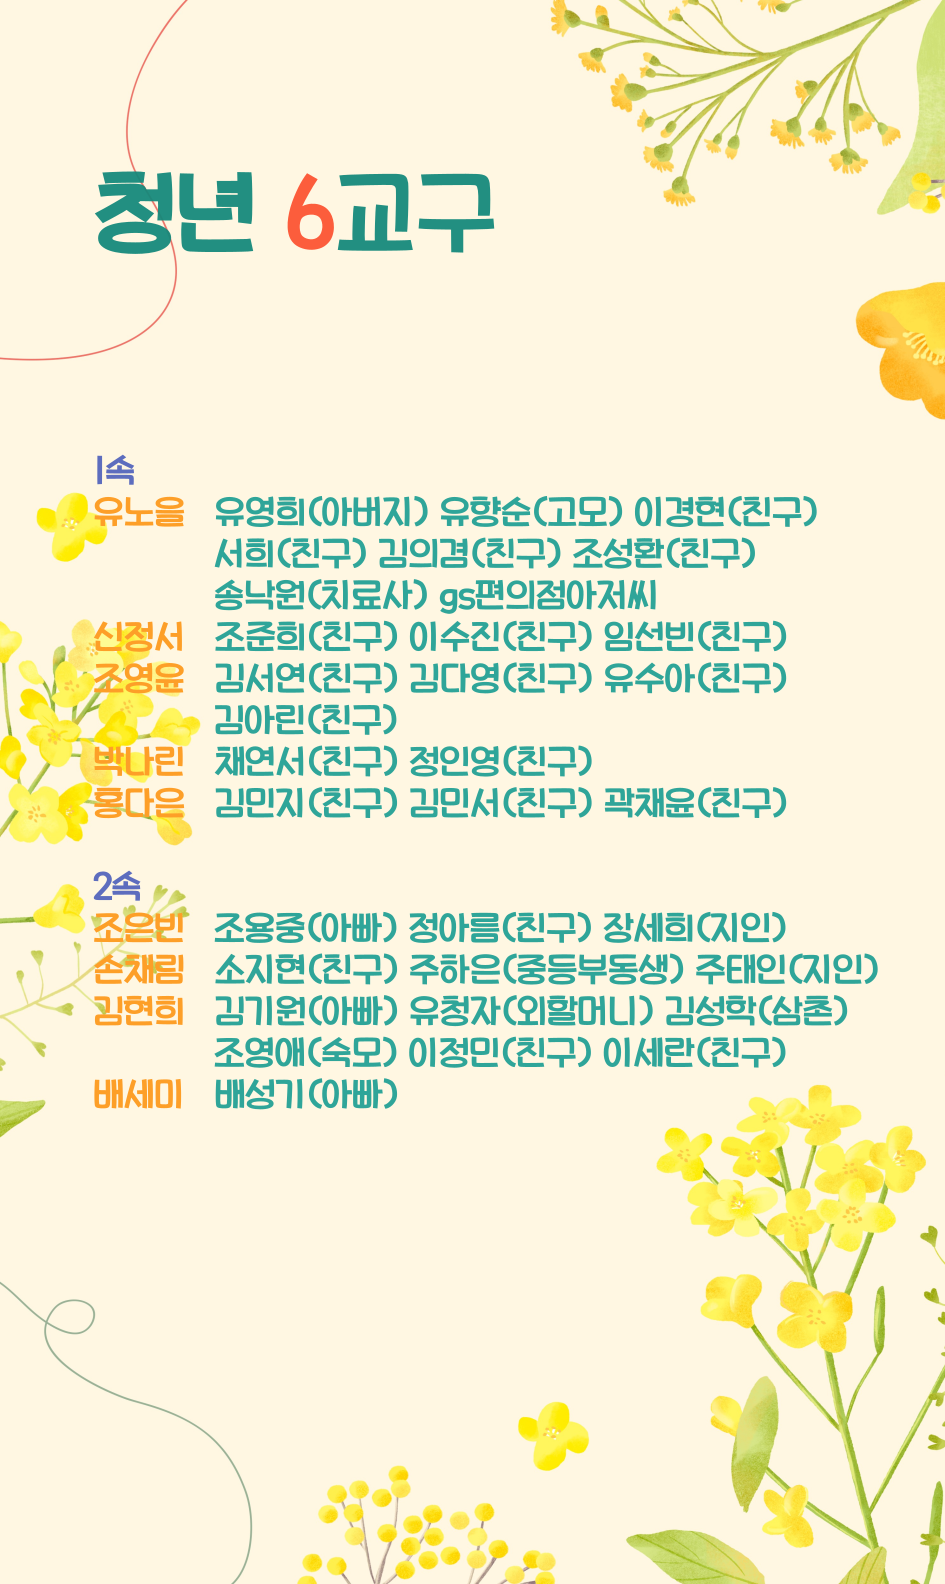 청년 6교구
1속
유노을 유영희(아버지) 유향순(고모) 이경현(친구)
서희(친구) 김의겸(친구) 조성환(친구)
송낙원(치료사) gs편의점아저씨
신정서 조준희(친구) 이수진(친구) 임선빈(친구)
조영윤 김서연(친구) 김다영(친구) 유수아(친구)
김아린(친구)
박나린 채연서(친구) 정인영(친구)
홍다은 김민지(친구) 김민서(친구) 곽채윤(친구)
2속
조은빈 조용중(아빠) 정아름(친구) 장세희(지인)
손채림 소지현(친구) 주하은(중등부동생) 주태인(지인)
김현희 김기원(아빠) 유청자(외할머니) 김성학(삼촌)
조영애(숙모) 이정민(친구) 이세란(친구)
배세미 배성기(아빠)